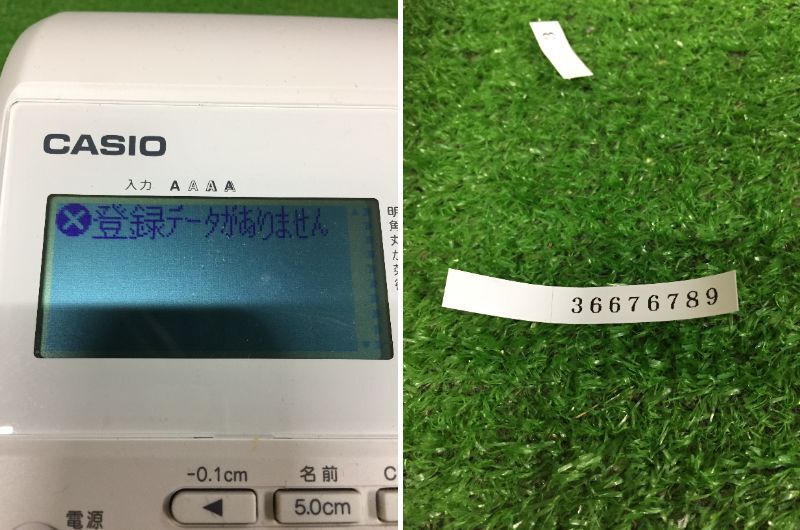 CASIO
入力 A A A A
登録データがありません
-0.1cm
名前
C
◀
5.0cm
電源
3
36676789